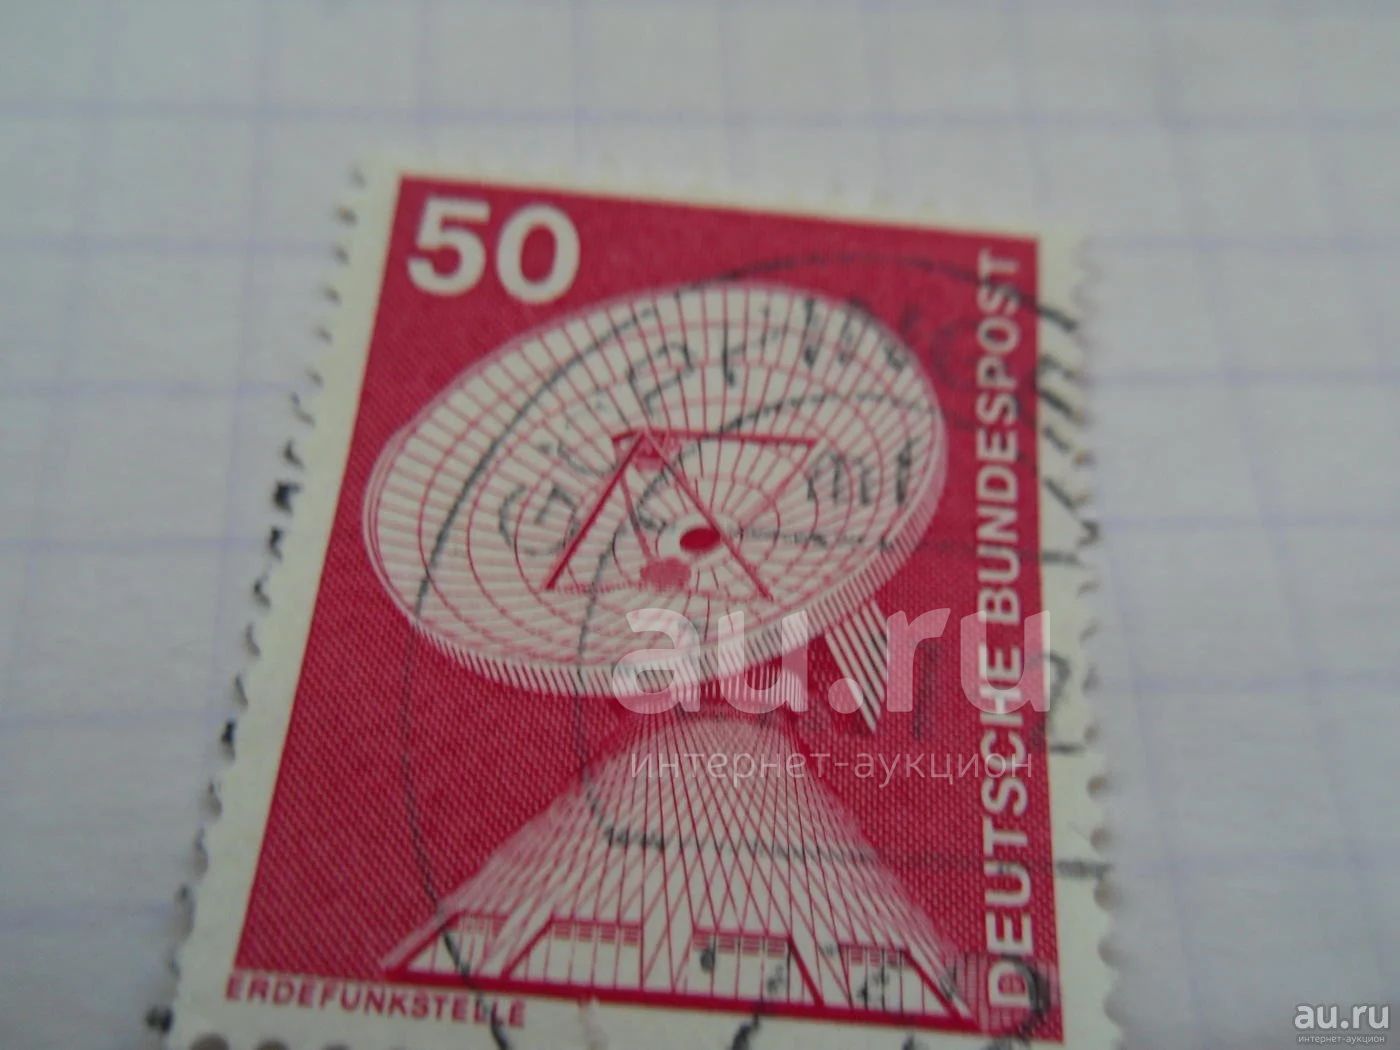 50
DEUTSCHE BUNDESPOST
ERDEFUNKSTELLE
au.ru
интернет-аукцион
au.ru
интернет-аукцион